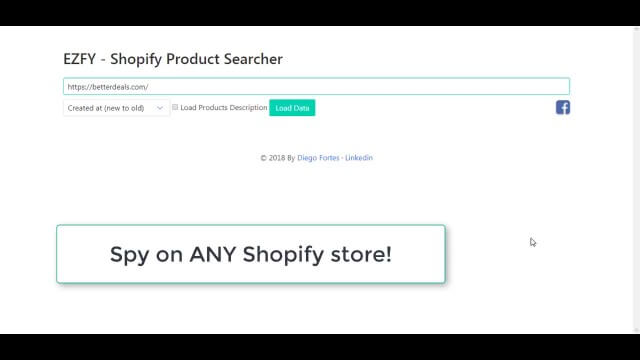 EZFY - Shopify Product Searcher
https://betterdeals.com/
Created at (new to old) Load Products Description Load Data
© 2018 By Diego Fortes · Linkedin
Spy on ANY Shopify store!